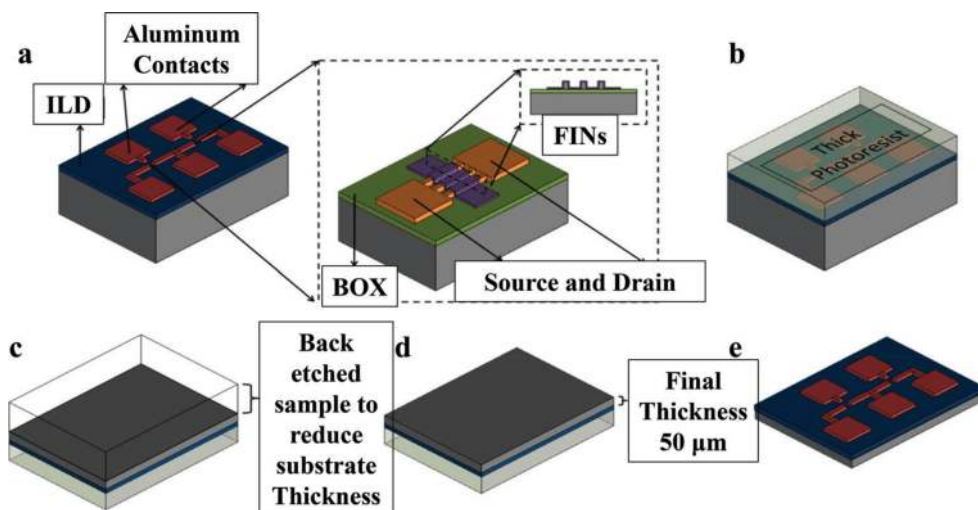 a
Aluminum
Contacts
ILD
FINs
BOX
Source and Drain
b
Thick
Photoresist
c
Back
etched
sample to
reduce
substrate
Thickness
d
Final
Thickness
50 µm
e